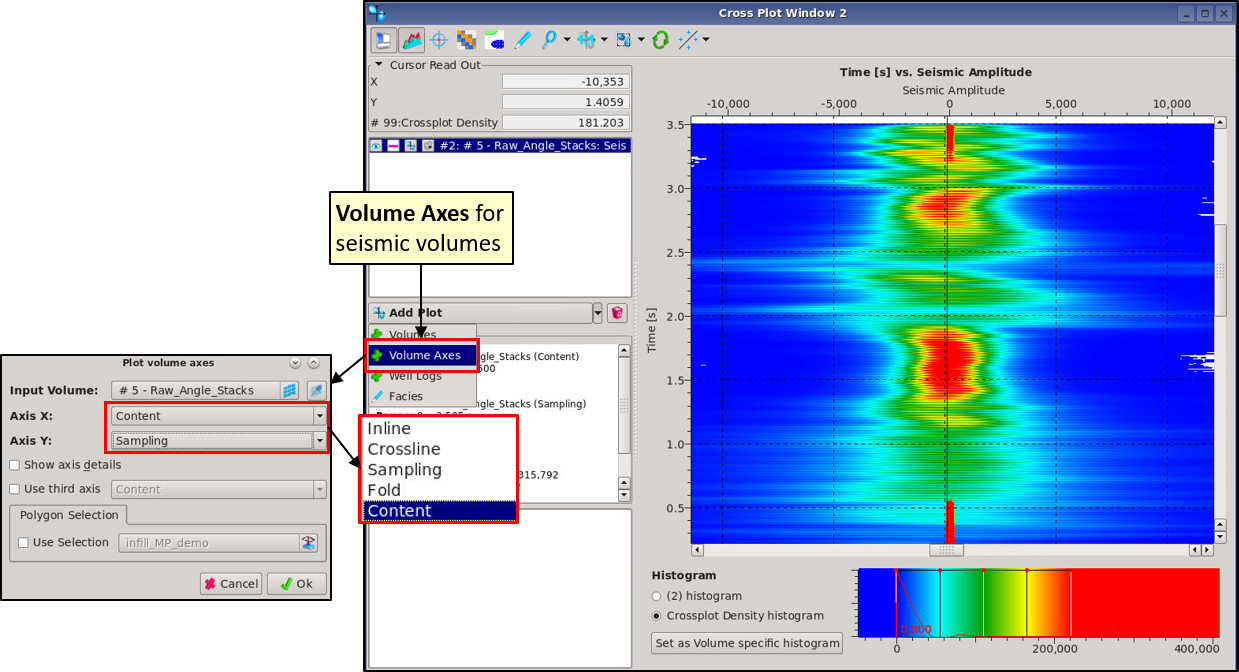 Cross Plot Window 2
Cursor Read Out
X -10,353
Y 1.4059
# 99:Crossplot Density 181.203
#2: # 5 - Raw_Angle_Stacks: Seis
Volume Axes for
seismic volumes
Add Plot
Volumes
Volume Axes
Well Logs
Facies
ngle_Stacks (Content)
500
ngle_Stacks (Sampling)
315.792
Plot volume axes
Input Volume: # 5 - Raw_Angle_Stacks
Axis X: Content
Axis Y: Sampling
Show axis details
Use third axis Content
Polygon Selection
Use Selection infill_MP_demo
Cancel Ok
Inline
Crossline
Sampling
Fold
Content
Time [s] vs. Seismic Amplitude
Seismic Amplitude
-10,000 -5,000 0 5,000 10,000
Time [s]
3.5
3.0
2.5
2.0
1.5
1.0
0.5
Histogram
(2) histogram
Crossplot Density histogram
Set as Volume specific histogram
0.000
0 200,000 400,000